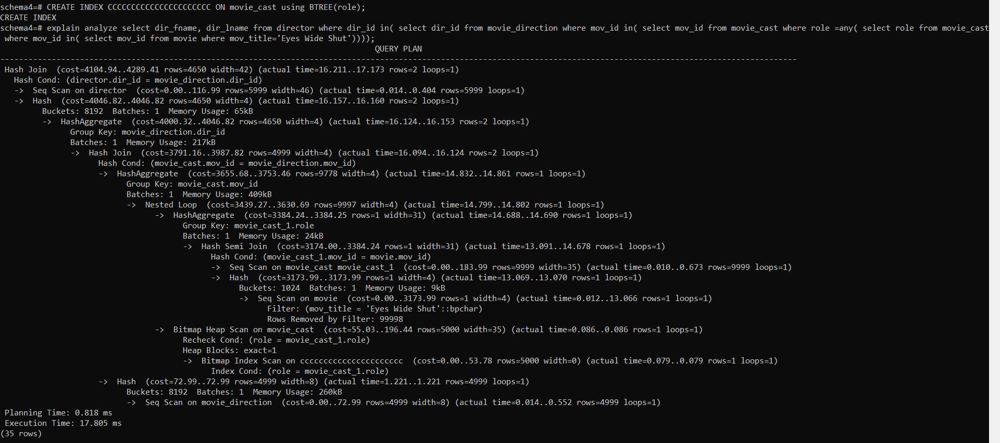 schema4=# CREATE INDEX CCCCCCCCCCCCCCCCCCCCCC ON movie_cast using BTREE(role);
CREATE INDEX
schema4=# explain analyze select dir_fname, dir_lname from director where dir_id in( select dir_id from movie_direction where mov_id in( select mov_id from movie_cast where role =any( select role from movie_cast
where mov_id in( select mov_id from movie where mov_title='Eyes Wide Shut'))));
QUERY PLAN
---------------------------------------------------------------------------------------------------------------------------------------------------------------------------
Hash Join  (cost=4104.94..4289.41 rows=4650 width=42) (actual time=16.211..17.173 rows=2 loops=1)
Hash Cond: (director.dir_id = movie_direction.dir_id)
->  Seq Scan on director  (cost=0.00..116.99 rows=5999 width=46) (actual time=0.014..0.404 rows=5999 loops=1)
->  Hash  (cost=4046.82..4046.82 rows=4650 width=4) (actual time=16.157..16.160 rows=2 loops=1)
Buckets: 8192  Batches: 1  Memory Usage: 65kB
->  HashAggregate  (cost=4000.32..4046.82 rows=4650 width=4) (actual time=16.124..16.153 rows=2 loops=1)
Group Key: movie_direction.dir_id
Batches: 1  Memory Usage: 217kB
->  Hash Join  (cost=3791.16..3987.82 rows=4999 width=4) (actual time=16.094..16.124 rows=2 loops=1)
Hash Cond: (movie_cast.mov_id = movie_direction.mov_id)
->  HashAggregate  (cost=3655.68..3753.46 rows=9778 width=4) (actual time=14.832..14.861 rows=1 loops=1)
Group Key: movie_cast.mov_id
Batches: 1  Memory Usage: 409kB
->  Nested Loop  (cost=3439.27..3630.69 rows=9997 width=4) (actual time=14.799..14.802 rows=1 loops=1)
->  HashAggregate  (cost=3384.24..3384.25 rows=1 width=31) (actual time=14.688..14.690 rows=1 loops=1)
Group Key: movie_cast_1.role
Batches: 1  Memory Usage: 24kB
->  Hash Semi Join  (cost=3174.00..3384.24 rows=1 width=31) (actual time=13.091..14.678 rows=1 loops=1)
Hash Cond: (movie_cast_1.mov_id = movie.mov_id)
->  Seq Scan on movie_cast movie_cast_1  (cost=0.00..183.99 rows=9999 width=35) (actual time=0.010..0.673 rows=9999 loops=1)
->  Hash  (cost=3173.99..3173.99 rows=1 width=4) (actual time=13.069..13.070 rows=1 loops=1)
Buckets: 1024  Batches: 1  Memory Usage: 9kB
->  Seq Scan on movie  (cost=0.00..3173.99 rows=1 width=4) (actual time=0.012..13.066 rows=1 loops=1)
Filter: (mov_title = 'Eyes Wide Shut'::bpchar)
Rows Removed by Filter: 99998
->  Bitmap Heap Scan on movie_cast  (cost=55.03..196.44 rows=5000 width=35) (actual time=0.086..0.086 rows=1 loops=1)
Recheck Cond: (role = movie_cast_1.role)
Heap Blocks: exact=1
->  Bitmap Index Scan on cccccccccccccccccccccc  (cost=0.00..53.78 rows=5000 width=0) (actual time=0.079..0.079 rows=1 loops=1)
Index Cond: (role = movie_cast_1.role)
->  Hash  (cost=72.99..72.99 rows=4999 width=8) (actual time=1.221..1.221 rows=4999 loops=1)
Buckets: 8192  Batches: 1  Memory Usage: 260kB
->  Seq Scan on movie_direction  (cost=0.00..72.99 rows=4999 width=8) (actual time=0.014..0.552 rows=4999 loops=1)
Planning Time: 0.818 ms
Execution Time: 17.805 ms
(35 rows)